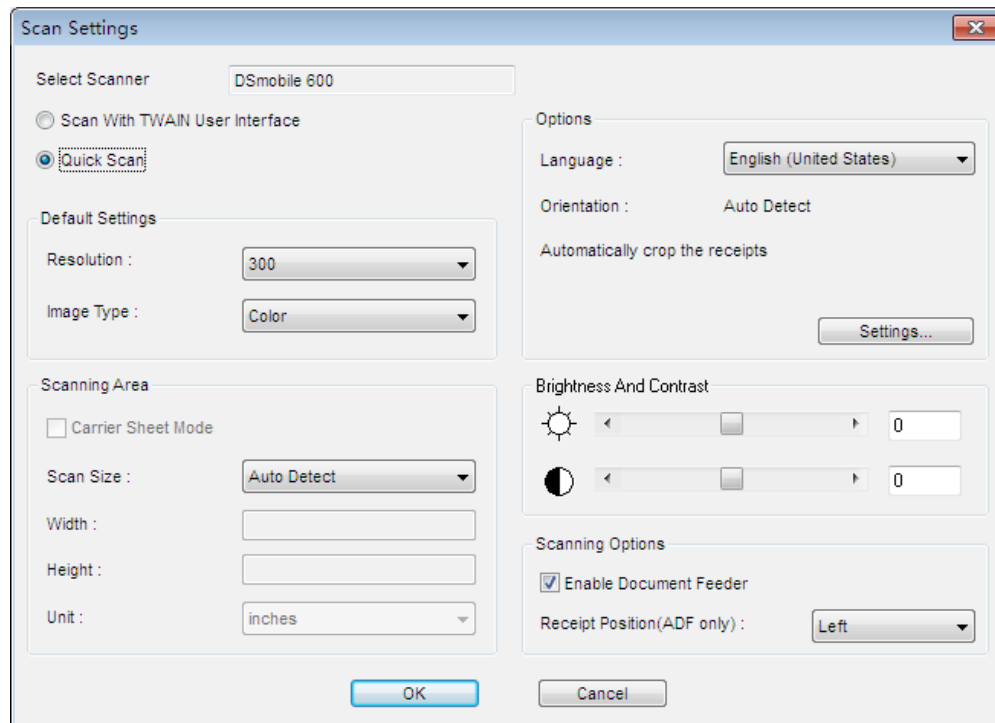 Scan Settings
Select Scanner
DSmobile 600
Scan With TWAIN User Interface
Quick Scan
Default Settings
Resolution :
300
Image Type :
Color
Scanning Area
Carrier Sheet Mode
Scan Size :
Auto Detect
Width :
Height :
Unit :
inches
Options
Language :
English (United States)
Orientation :
Auto Detect
Automatically crop the receipts
Settings...
Brightness And Contrast
0
0
Scanning Options
Enable Document Feeder
Receipt Position(ADF only) :
Left
OK
Cancel